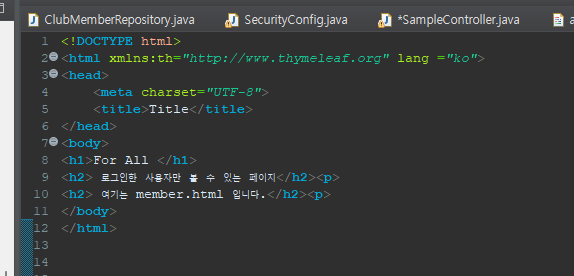 ClubMemberRepository.java SecurityConfig.java *SampleController.java a
1 <!DOCTYPE html>
2 <html xmlns:th="http://www.thymeleaf.org" lang ="ko">
3 <head>
4 <meta charset="UTF-8">
5 <title>Title</title>
6 </head>
7 <body>
8 <h1>For All </h1>
9 <h2> 로그인한 사용자만 볼 수 있는 페이지</h2><p>
10 <h2> 여기는 member.html 입니다.</h2><p>
11 </body>
12 </html>
13
14